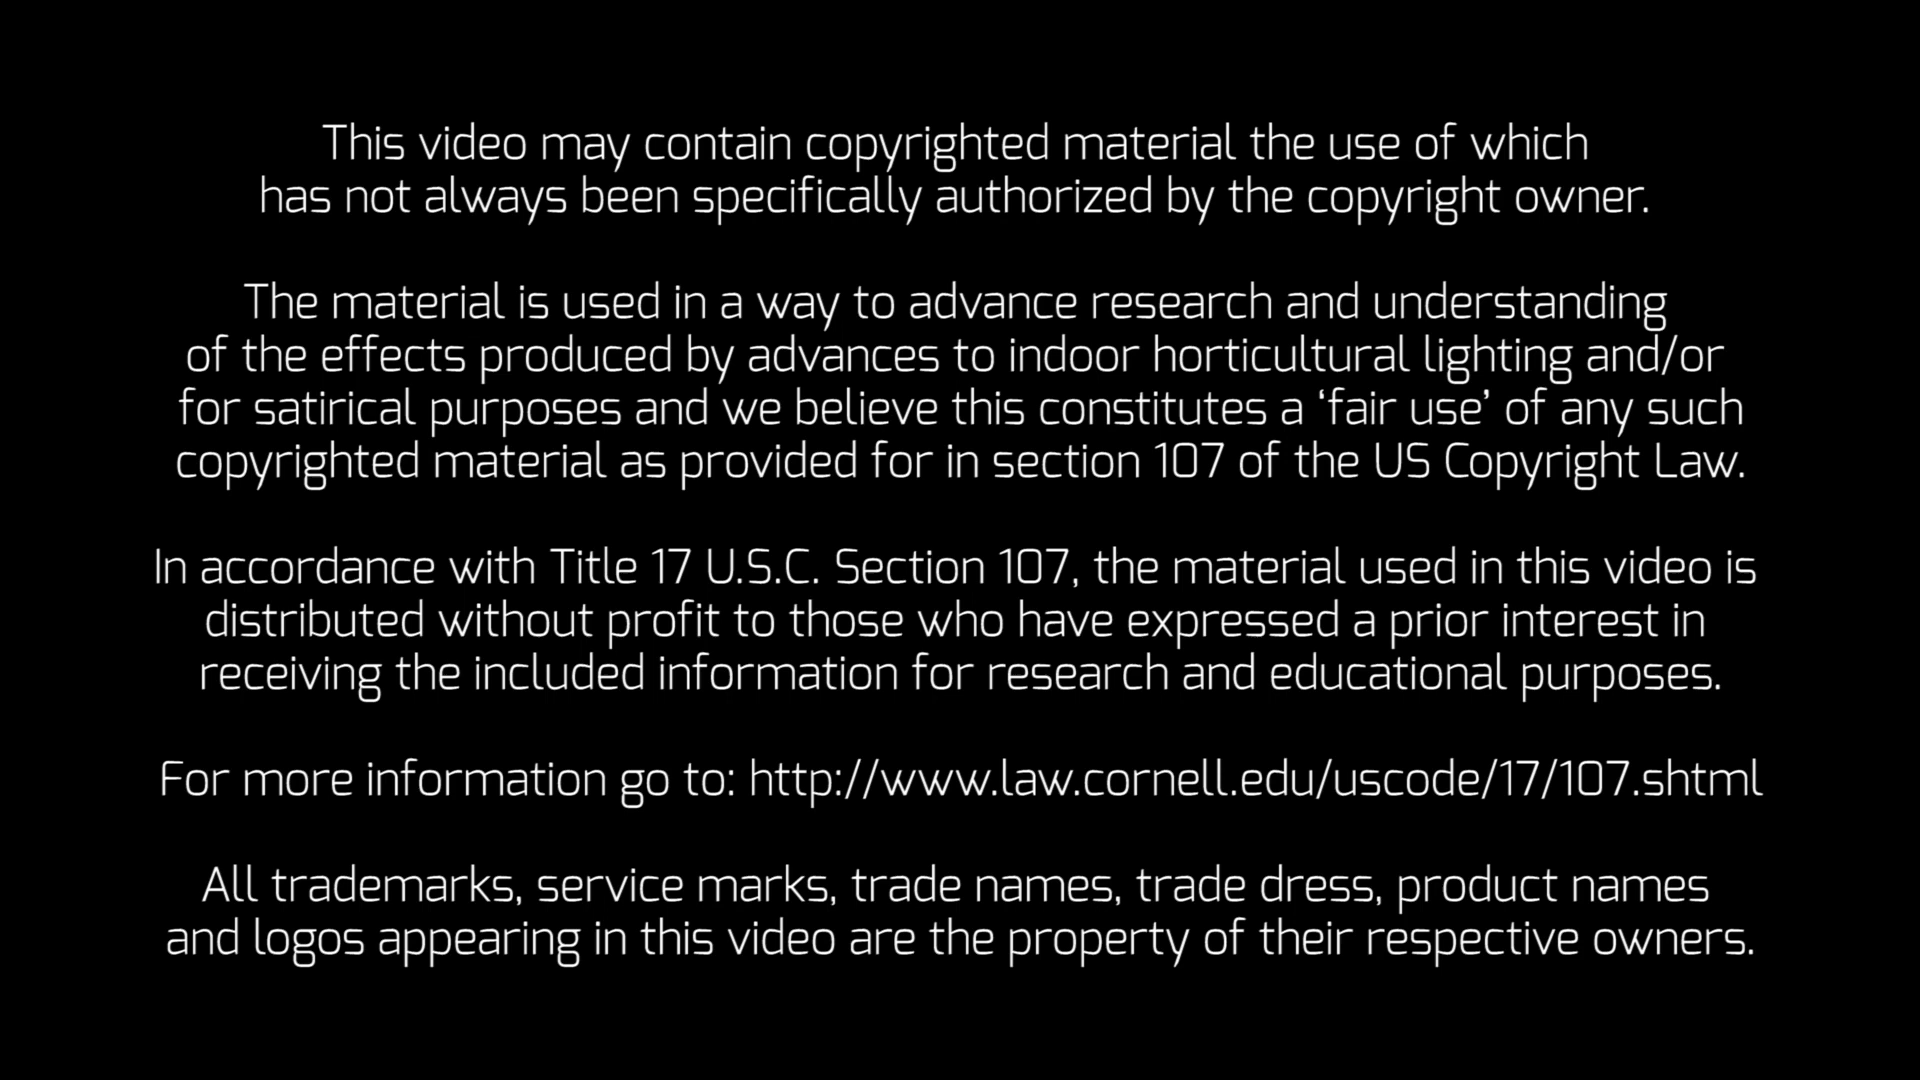 This video may contain copyrighted material the use of which
has not always been specifically authorized by the copyright owner.
The material is used in a way to advance research and understanding
of the effects produced by advances to indoor horticultural lighting and/or
for satirical purposes and we believe this constitutes a ‘fair use’ of any such
copyrighted material as provided for in section 107 of the US Copyright Law.
In accordance with Title 17 U.S.C. Section 107, the material used in this video is
distributed without profit to those who have expressed a prior interest in
receiving the included information for research and educational purposes.
For more information go to: http://www.law.cornell.edu/uscode/17/107.shtml
All trademarks, service marks, trade names, trade dress, product names
and logos appearing in this video are the property of their respective owners.